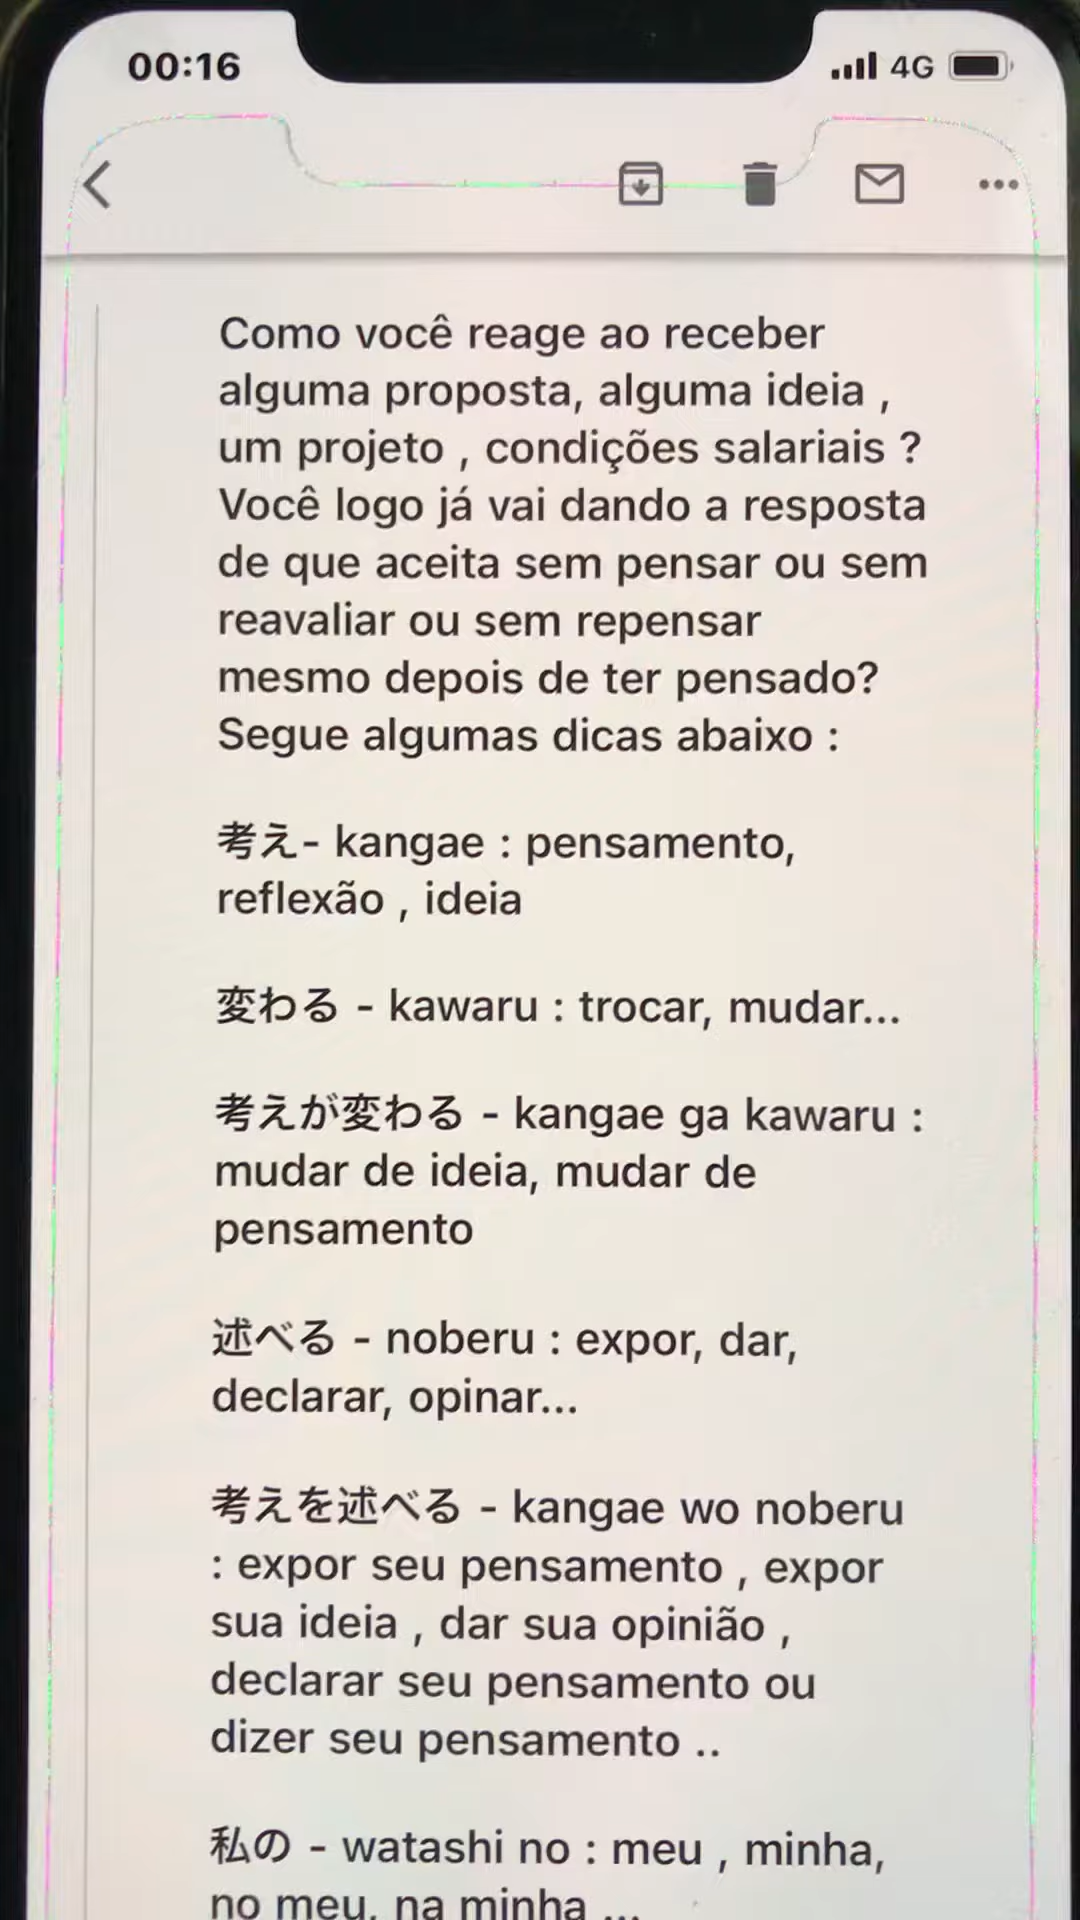 00:16
4G
Como você reage ao receber
alguma proposta, alguma ideia ,
um projeto , condições salariais ?
Você logo já vai dando a resposta
de que aceita sem pensar ou sem
reavaliar ou sem repensar
mesmo depois de ter pensado?
Segue algumas dicas abaixo :
考え- kangae : pensamento,
reflexão , ideia
変わる - kawaru : trocar, mudar...
考えが変わる - kangae ga kawaru :
mudar de ideia, mudar de
pensamento
述べる - noberu : expor, dar,
declarar, opinar...
考えを述べる - kangae wo noberu
: expor seu pensamento , expor
sua ideia , dar sua opinião ,
declarar seu pensamento ou
dizer seu pensamento ..
私の - watashi no : meu , minha,
no meu, na minha ...